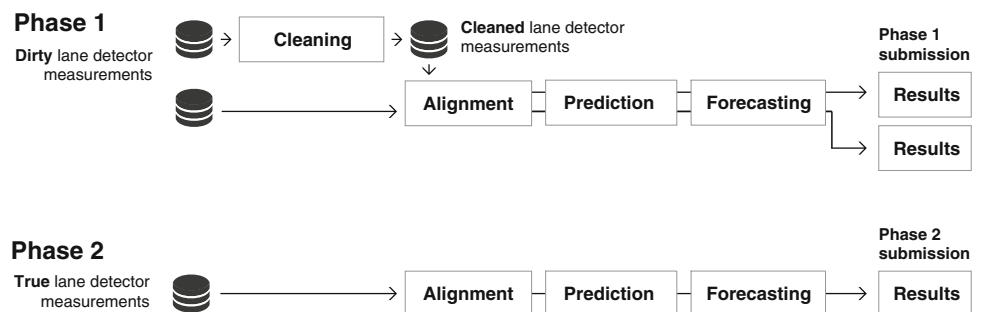 Phase 1
Dirty lane detector
measurements
Cleaning
Cleaned lane detector
measurements
Alignment
Prediction
Forecasting
Phase 1
submission
Results
Results
Phase 2
True lane detector
measurements
Alignment
Prediction
Forecasting
Phase 2
submission
Results